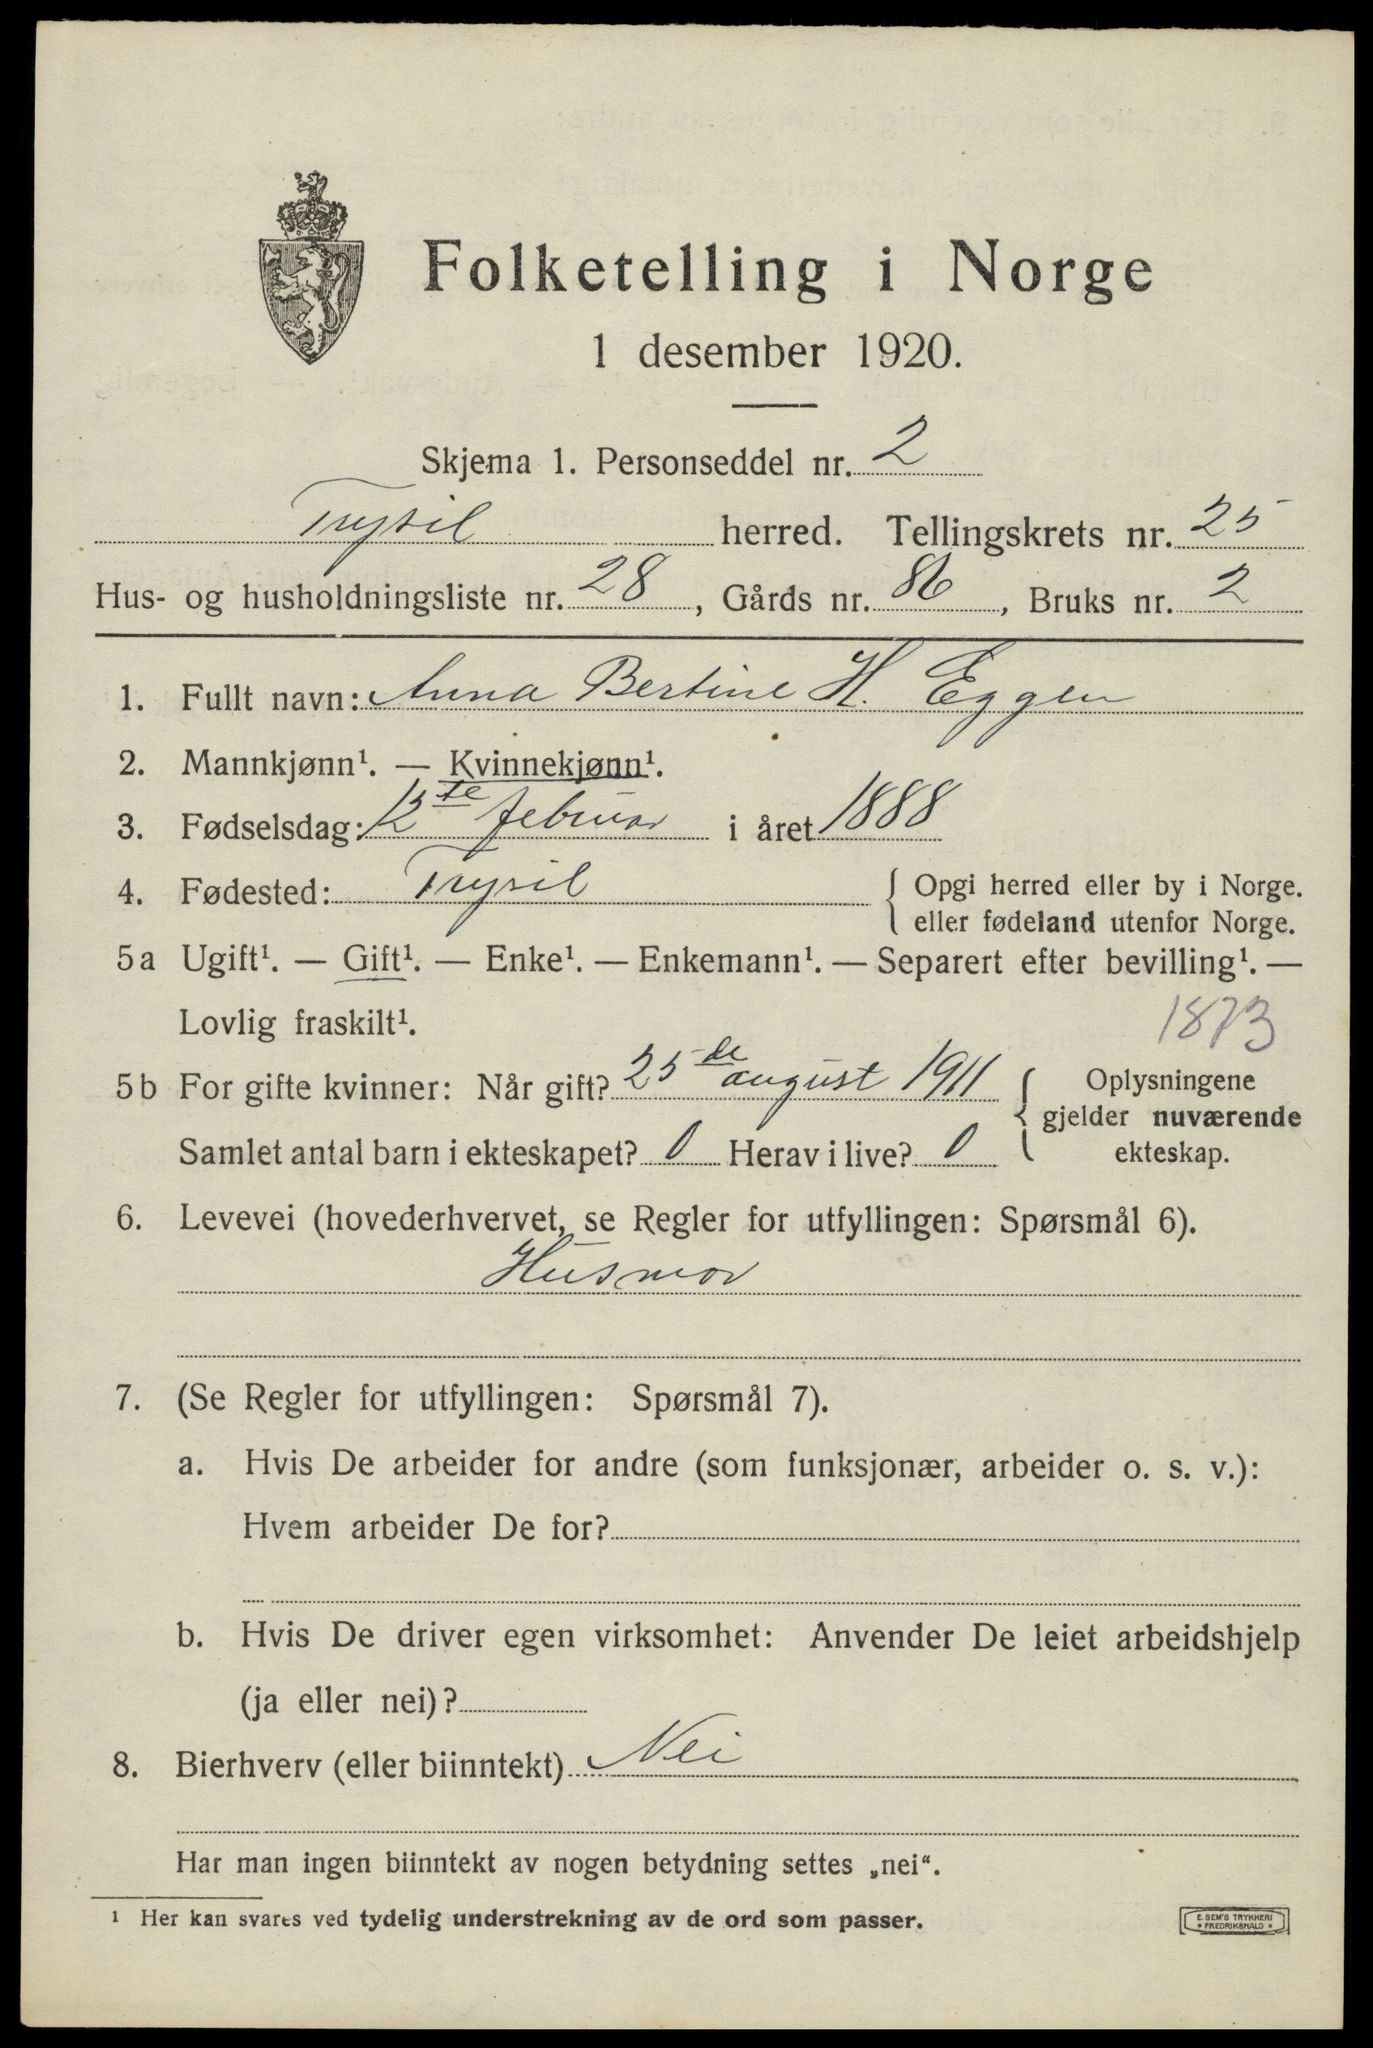 Folketelling i Norge
1 desember 1920.
Skjema 1. Personseddel nr. 2
Trysil herred. Tellingskrets nr. 25
Hus- og husholdningsliste nr. 28, Gårds nr. 86, Bruks nr. 2
1. Fullt navn: Anna Bertine H. Eggen
2. Mannkjønn¹. — Kvinnekjønn¹.
3. Fødselsdag: 12te febuar i året 1888
4. Fødested: Trysil { Opgi herred eller by i Norge.
eller fødeland utenfor Norge.
5a Ugift¹. — Gift¹. — Enke¹. — Enkemann¹. — Separert efter bevilling¹. —
Lovlig fraskilt¹. 1873
5b For gifte kvinner: Når gift? 25de august 1911 { Oplysningene
gjelder nuværende
Samlet antal barn i ekteskapet? 0 Herav i live? 0 ekteskap.
6. Levevei (hovederhvervet, se Regler for utfyllingen: Spørsmål 6).
Husmor
7. (Se Regler for utfyllingen: Spørsmål 7).
a. Hvis De arbeider for andre (som funksjonær, arbeider o. s. v.):
Hvem arbeider De for?
b. Hvis De driver egen virksomhet: Anvender De leiet arbeidshjelp
(ja eller nei)?
8. Bierhverv (eller biinntekt) Nei
Har man ingen biinntekt av nogen betydning settes „nei“.
¹ Her kan svares ved tydelig understrekning av de ord som passer.
E. SEM'S TRYKKERI
* FREDRIKSHALD *